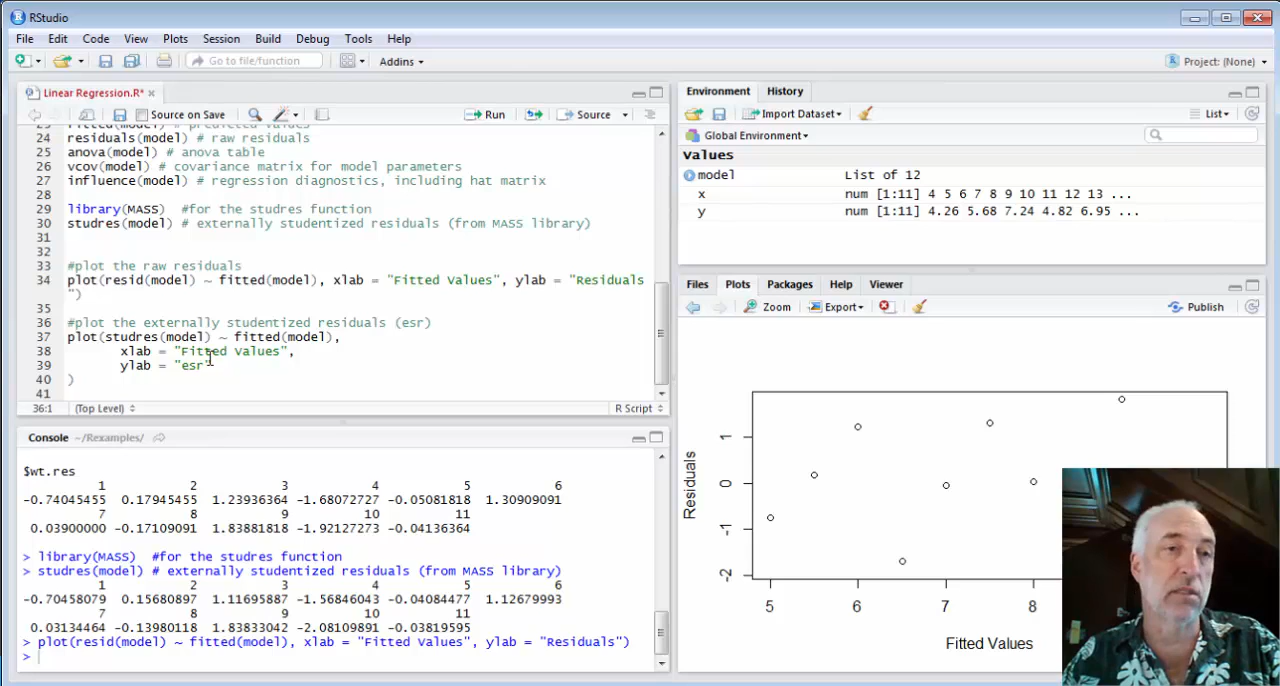 RStudio
File Edit Code View Plots Session Build Debug Tools Help
Go to file/function Addins Project: (None)
Linear Regression.R*
Source on Save Run Source
23 fitted(model) # predicted values
24 residuals(model) # raw residuals
25 anova(model) # anova table
26 vcov(model) # covariance matrix for model parameters
27 influence(model) # regression diagnostics, including hat matrix
28
29 library(MASS)  #for the studres function
30 studres(model) # externally studentized residuals (from MASS library)
31
32
33 #plot the raw residuals
34 plot(resid(model) ~ fitted(model), xlab = "Fitted Values", ylab = "Residuals
")
35
36 #plot the externally studentized residuals (esr)
37 plot(studres(model) ~ fitted(model),
38 xlab = "Fitted Values",
39 ylab = "esr"
40 )
41
36:1 (Top Level) R Script
Console ~/Rexamples/
$wt.res
1 2 3 4 5 6
-0.74045455 0.17945455 1.23936364 -1.68072727 -0.05081818 1.30909091
7 8 9 10 11
0.03900000 -0.17109091 1.83881818 -1.92127273 -0.04136364
> library(MASS)  #for the studres function
> studres(model) # externally studentized residuals (from MASS library)
1 2 3 4 5 6
-0.70458079 0.15680897 1.11695887 -1.56846043 -0.04084477 1.12679993
7 8 9 10 11
0.03134464 -0.13980118 1.83833042 -2.08109891 -0.03819595
> plot(resid(model) ~ fitted(model), xlab = "Fitted Values", ylab = "Residuals")
>
Environment History
Import Dataset List
Global Environment
Values
model List of 12
x num [1:11] 4 5 6 7 8 9 10 11 12 13 ...
y num [1:11] 4.26 5.68 7.24 4.82 6.95 ...
Files Plots Packages Help Viewer
Zoom Export Publish
Residuals
1
0
-1
-2
5 6 7 8
Fitted Values